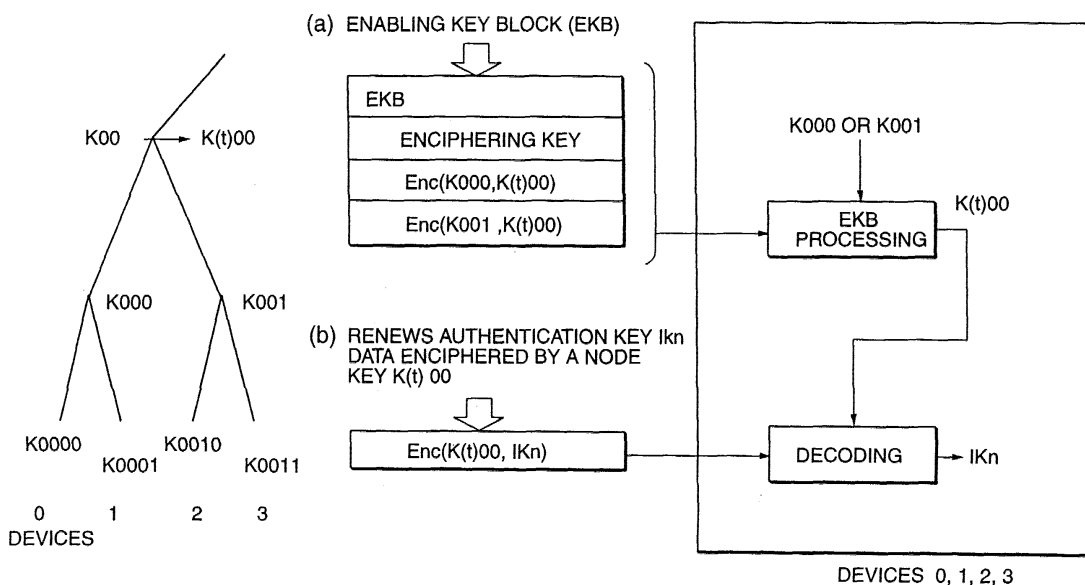 (a) ENABLING KEY BLOCK (EKB)
EKB
ENCIPHERING KEY
Enc(K000,K(t)00)
Enc(K001 ,K(t)00)
K00
K(t)00
K000
K001
K0000
K0001
K0010
K0011
0
1
2
3
DEVICES
(b) RENEWS AUTHENTICATION KEY Ikn
DATA ENCIPHERED BY A NODE
KEY K(t) 00
Enc(K(t)00, IKn)
K000 OR K001
EKB
PROCESSING
K(t)00
DECODING
IKn
DEVICES 0, 1, 2, 3